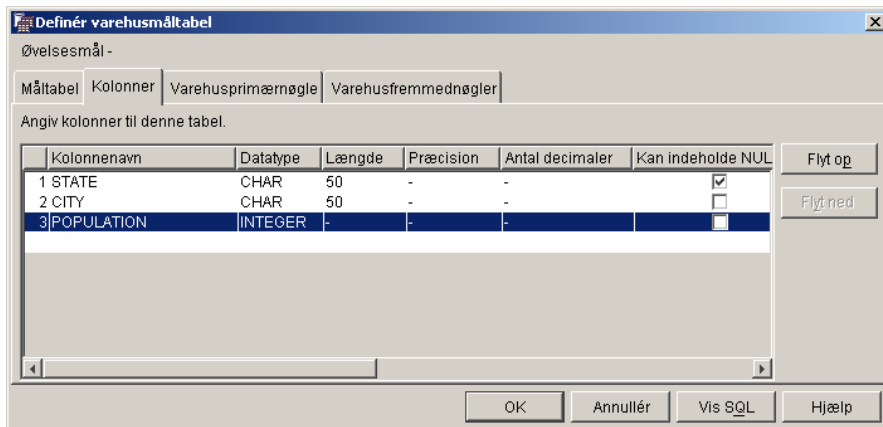 Definér varehusmåltabel
Øvelsesmål -
Måltabel Kolonner Varehusprimærnøgle Varehusfremmednøgler
Angiv kolonner til denne tabel.
Kolonnenavn Datatype Længde Præcision Antal decimaler Kan indeholde NUL
1 STATE CHAR 50 - -
2 CITY CHAR 50 - -
3 POPULATION INTEGER - - -
Flyt op
Flyt ned
OK Annullér Vis SQL Hjælp